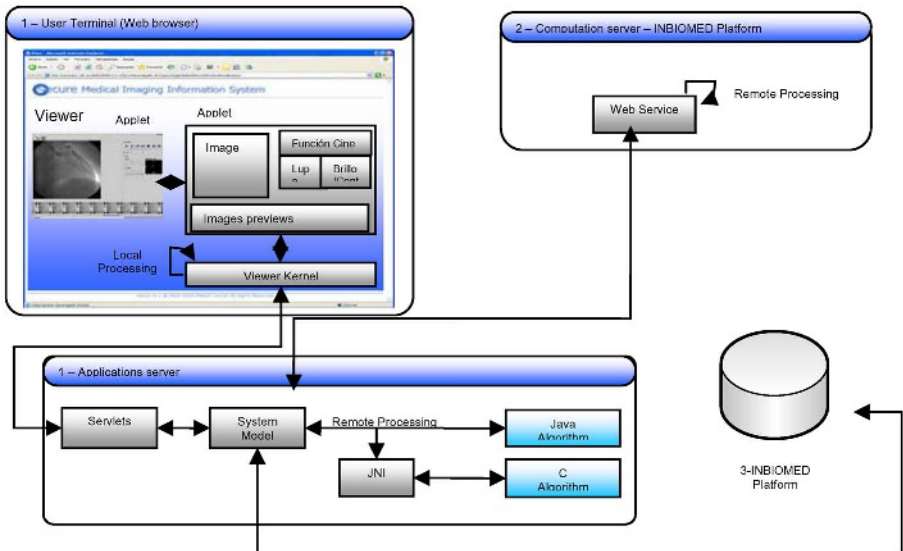 1 – User Terminal (Web browser)
ecure Medical Imaging Information System
Viewer
Applet
Applet
Image
Función Cine
Lup
Brillo
Images previews
Local
Processing
Viewer Kernel
2 – Computation server – INBIOMED Platform
Web Service
Remote Processing
1 – Applications server
Servlets
System
Model
Remote Processing
Java
Algorithm
JNI
C
Algorithm
3-INBIOMED
Platform